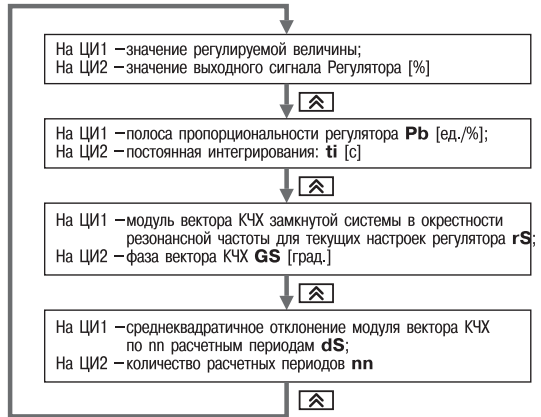 На ЦИ1 –значение регулируемой величины;
На ЦИ2 –значение выходного сигнала Регулятора [%]
На ЦИ1 –полоса пропорциональности регулятора Pb [ед./%];
На ЦИ2 –постоянная интегрирования: ti [с]
На ЦИ1 –модуль вектора КЧХ замкнутой системы в окрестности
резонансной частоты для текущих настроек регулятора rS;
На ЦИ2 –фаза вектора КЧХ GS [град.]
На ЦИ1 –среднеквадратичное отклонение модуля вектора КЧХ
по nn расчетным периодам dS;
На ЦИ2 –количество расчетных периодов nn